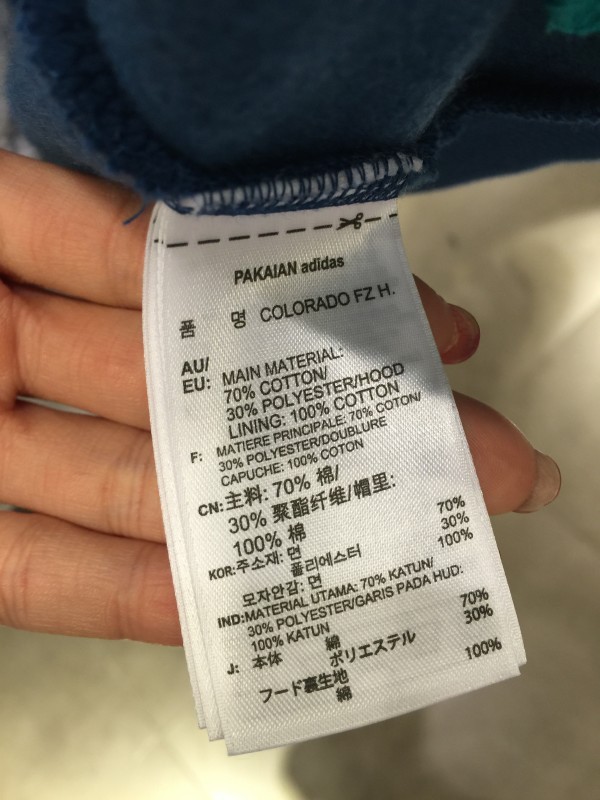 PAKAIAN adidas
품 명 COLORADO FZ H.
AU/
EU: MAIN MATERIAL:
70% COTTON/
30% POLYESTER/HOOD
LINING: 100% COTTON
F: MATIERE PRINCIPALE: 70% COTON/
30% POLYESTER/DOUBLURE
CAPUCHE: 100% COTON
CN: 主料: 70% 棉/
30% 聚酯纤维/帽里:
100% 棉
KOR: 주소재: 면 70%
폴리에스터 30%
모자안감: 면 100%
IND: MATERIAL UTAMA: 70% KATUN/
30% POLYESTER/GARIS PADA HUD:
100% KATUN
J: 本体 綿 70%
ポリエステル 30%
フード裏生地
綿 100%